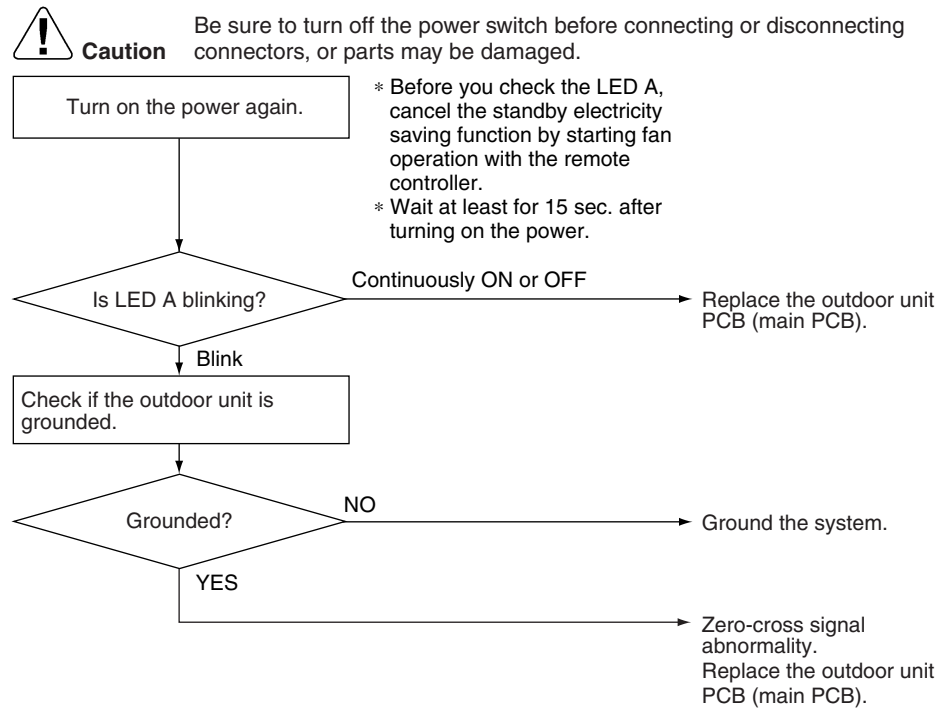 Be sure to turn off the power switch before connecting or disconnecting
Caution connectors, or parts may be damaged.
Turn on the power again.
* Before you check the LED A,
cancel the standby electricity
saving function by starting fan
operation with the remote
controller.
* Wait at least for 15 sec. after
turning on the power.
Is LED A blinking?
Continuously ON or OFF
Replace the outdoor unit
PCB (main PCB).
Blink
Check if the outdoor unit is
grounded.
Grounded?
NO
Ground the system.
YES
Zero-cross signal
abnormality.
Replace the outdoor unit
PCB (main PCB).